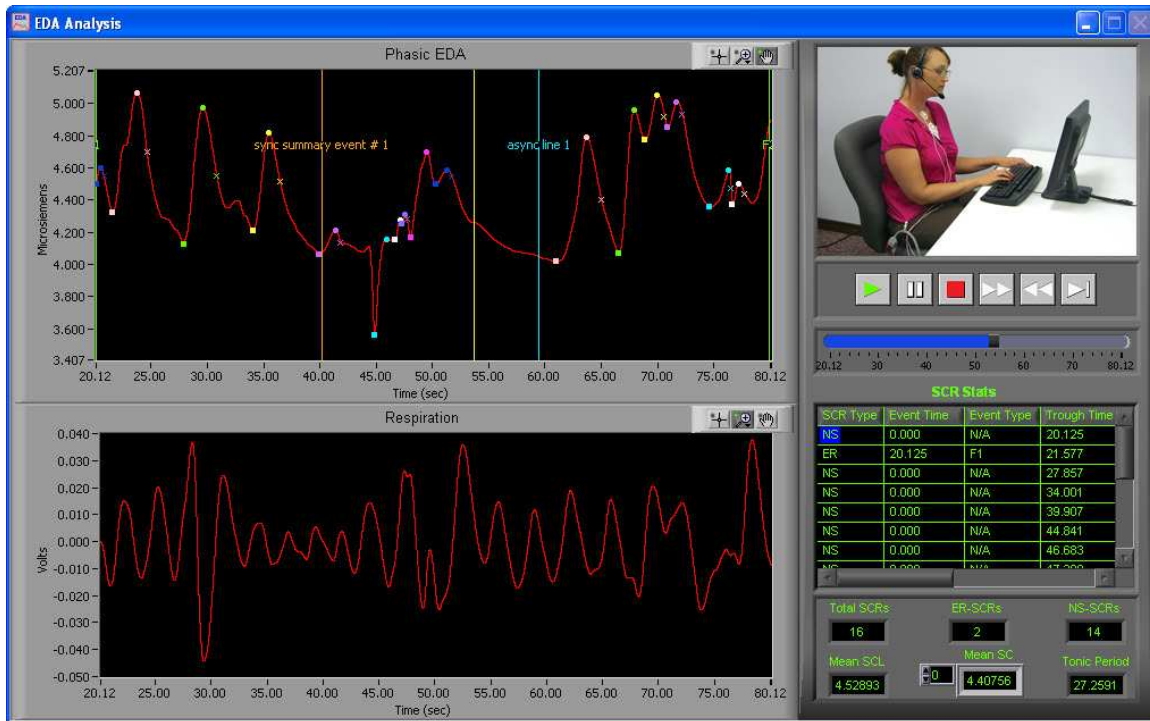 EDA Analysis
Phasic EDA
5.207
5.000
4.800
4.600
4.400
4.200
4.000
3.800
3.600
3.407
Microsiemens
sync summary event # 1
async line 1
20.12 25.00 30.00 35.00 40.00 45.00 50.00 55.00 60.00 65.00 70.00 75.00 80.12
Time (sec)
Respiration
0.040
0.030
0.020
0.010
0.000
-0.010
-0.020
-0.030
-0.040
-0.050
Volts
20.12 25.00 30.00 35.00 40.00 45.00 50.00 55.00 60.00 65.00 70.00 75.00 80.12
Time (sec)
20.12 30 40 50 60 70 80.12
SCR Stats
SCR Type Event Time Event Type Trough Time
NS 0.000 N/A 20.125
ER 20.125 F1 21.577
NS 0.000 N/A 27.857
NS 0.000 N/A 34.001
NS 0.000 N/A 39.907
NS 0.000 N/A 44.841
NS 0.000 N/A 46.683
NS 0.000 N/A
Total SCRs ER-SCRs NS-SCRs
16 2 14
Mean SCL Mean SC Tonic Period
4.52893 0 4.40756 27.2591